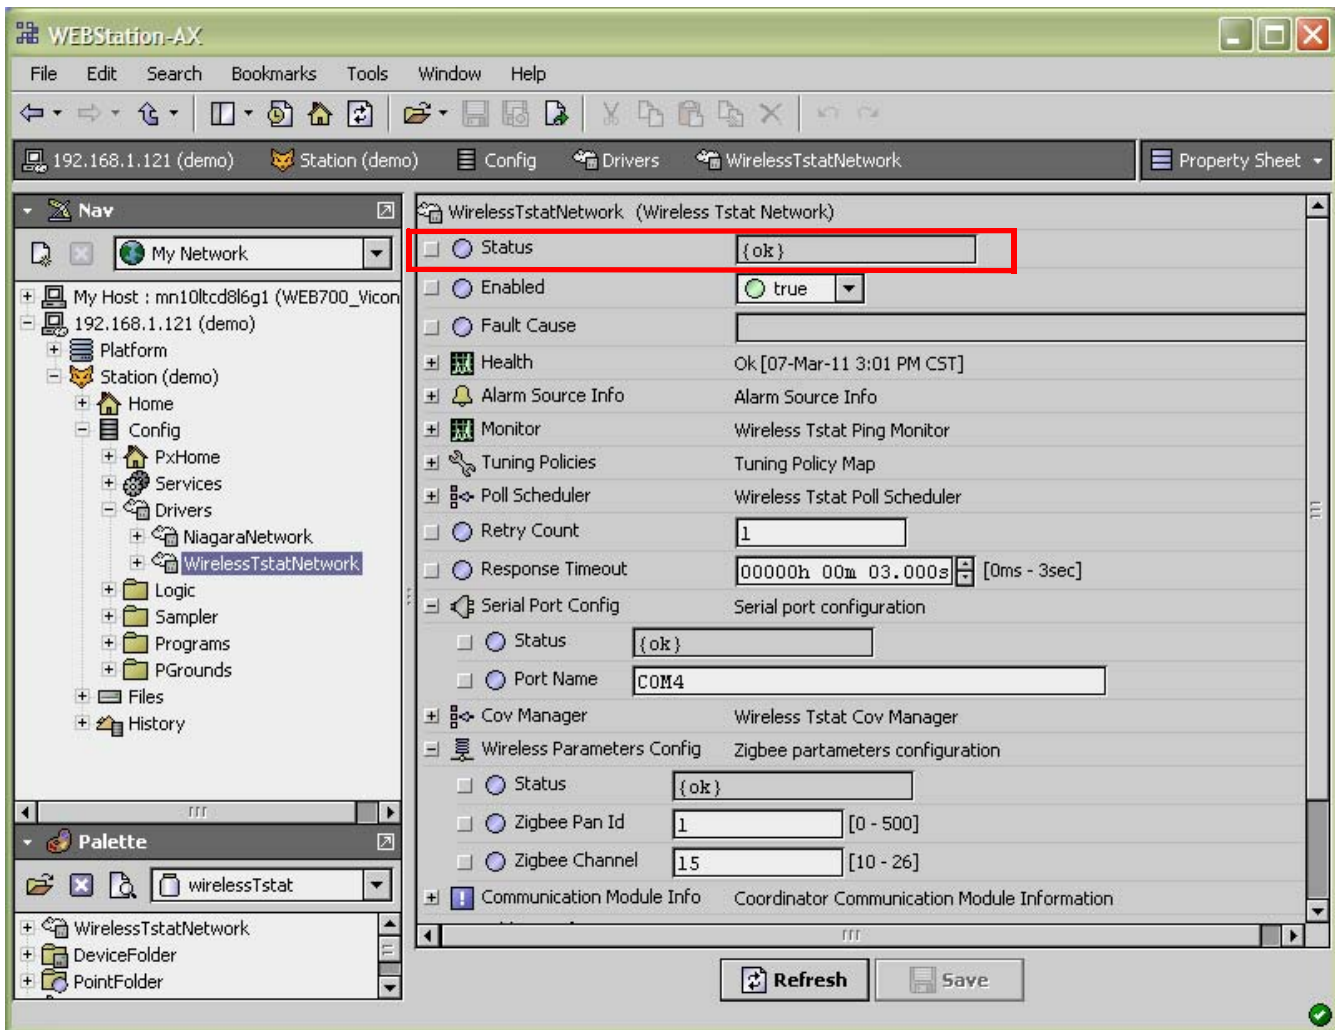 WEBStation-AX
File Edit Search Bookmarks Tools Window Help
192.168.1.121 (demo) Station (demo) Config Drivers WirelessTstatNetwork Property Sheet
Nav
My Network
My Host : mn10ltcd8l6g1 (WEB700_Vicon
192.168.1.121 (demo)
Platform
Station (demo)
Home
Config
PxHome
Services
Drivers
NiagaraNetwork
WirelessTstatNetwork
Logic
Sampler
Programs
PGrounds
Files
History
Palette
wirelessTstat
WirelessTstatNetwork
DeviceFolder
PointFolder
WirelessTstatNetwork (Wireless Tstat Network)
Status {ok}
Enabled true
Fault Cause
Health Ok [07-Mar-11 3:01 PM CST]
Alarm Source Info Alarm Source Info
Monitor Wireless Tstat Ping Monitor
Tuning Policies Tuning Policy Map
Poll Scheduler Wireless Tstat Poll Scheduler
Retry Count 1
Response Timeout 00000h 00m 03.000s [0ms - 3sec]
Serial Port Config Serial port configuration
Status {ok}
Port Name COM4
Cov Manager Wireless Tstat Cov Manager
Wireless Parameters Config Zigbee partameters configuration
Status {ok}
Zigbee Pan Id 1 [0 - 500]
Zigbee Channel 15 [10 - 26]
Communication Module Info Coordinator Communication Module Information
Refresh Save